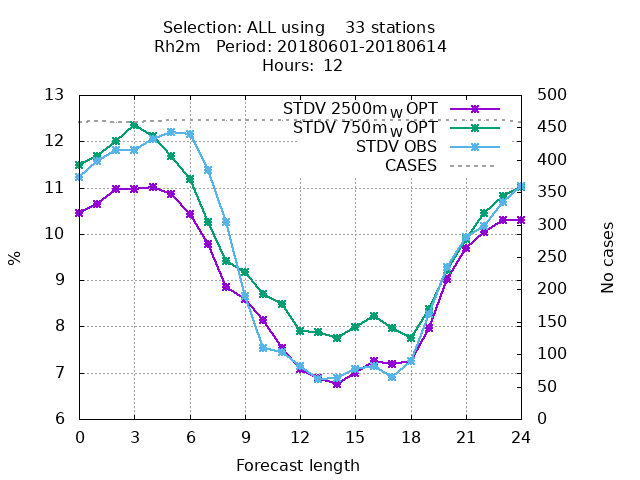 Selection: ALL using    33 stations
Rh2m   Period: 20180601-20180614
Hours: 12
STDV 2500m_W OPT
STDV 750m_W OPT
STDV OBS
CASES
13
12
11
10
9
8
7
6
%
500
450
400
350
300
250
200
150
100
50
0
No cases
0 3 6 9 12 15 18 21 24
Forecast length